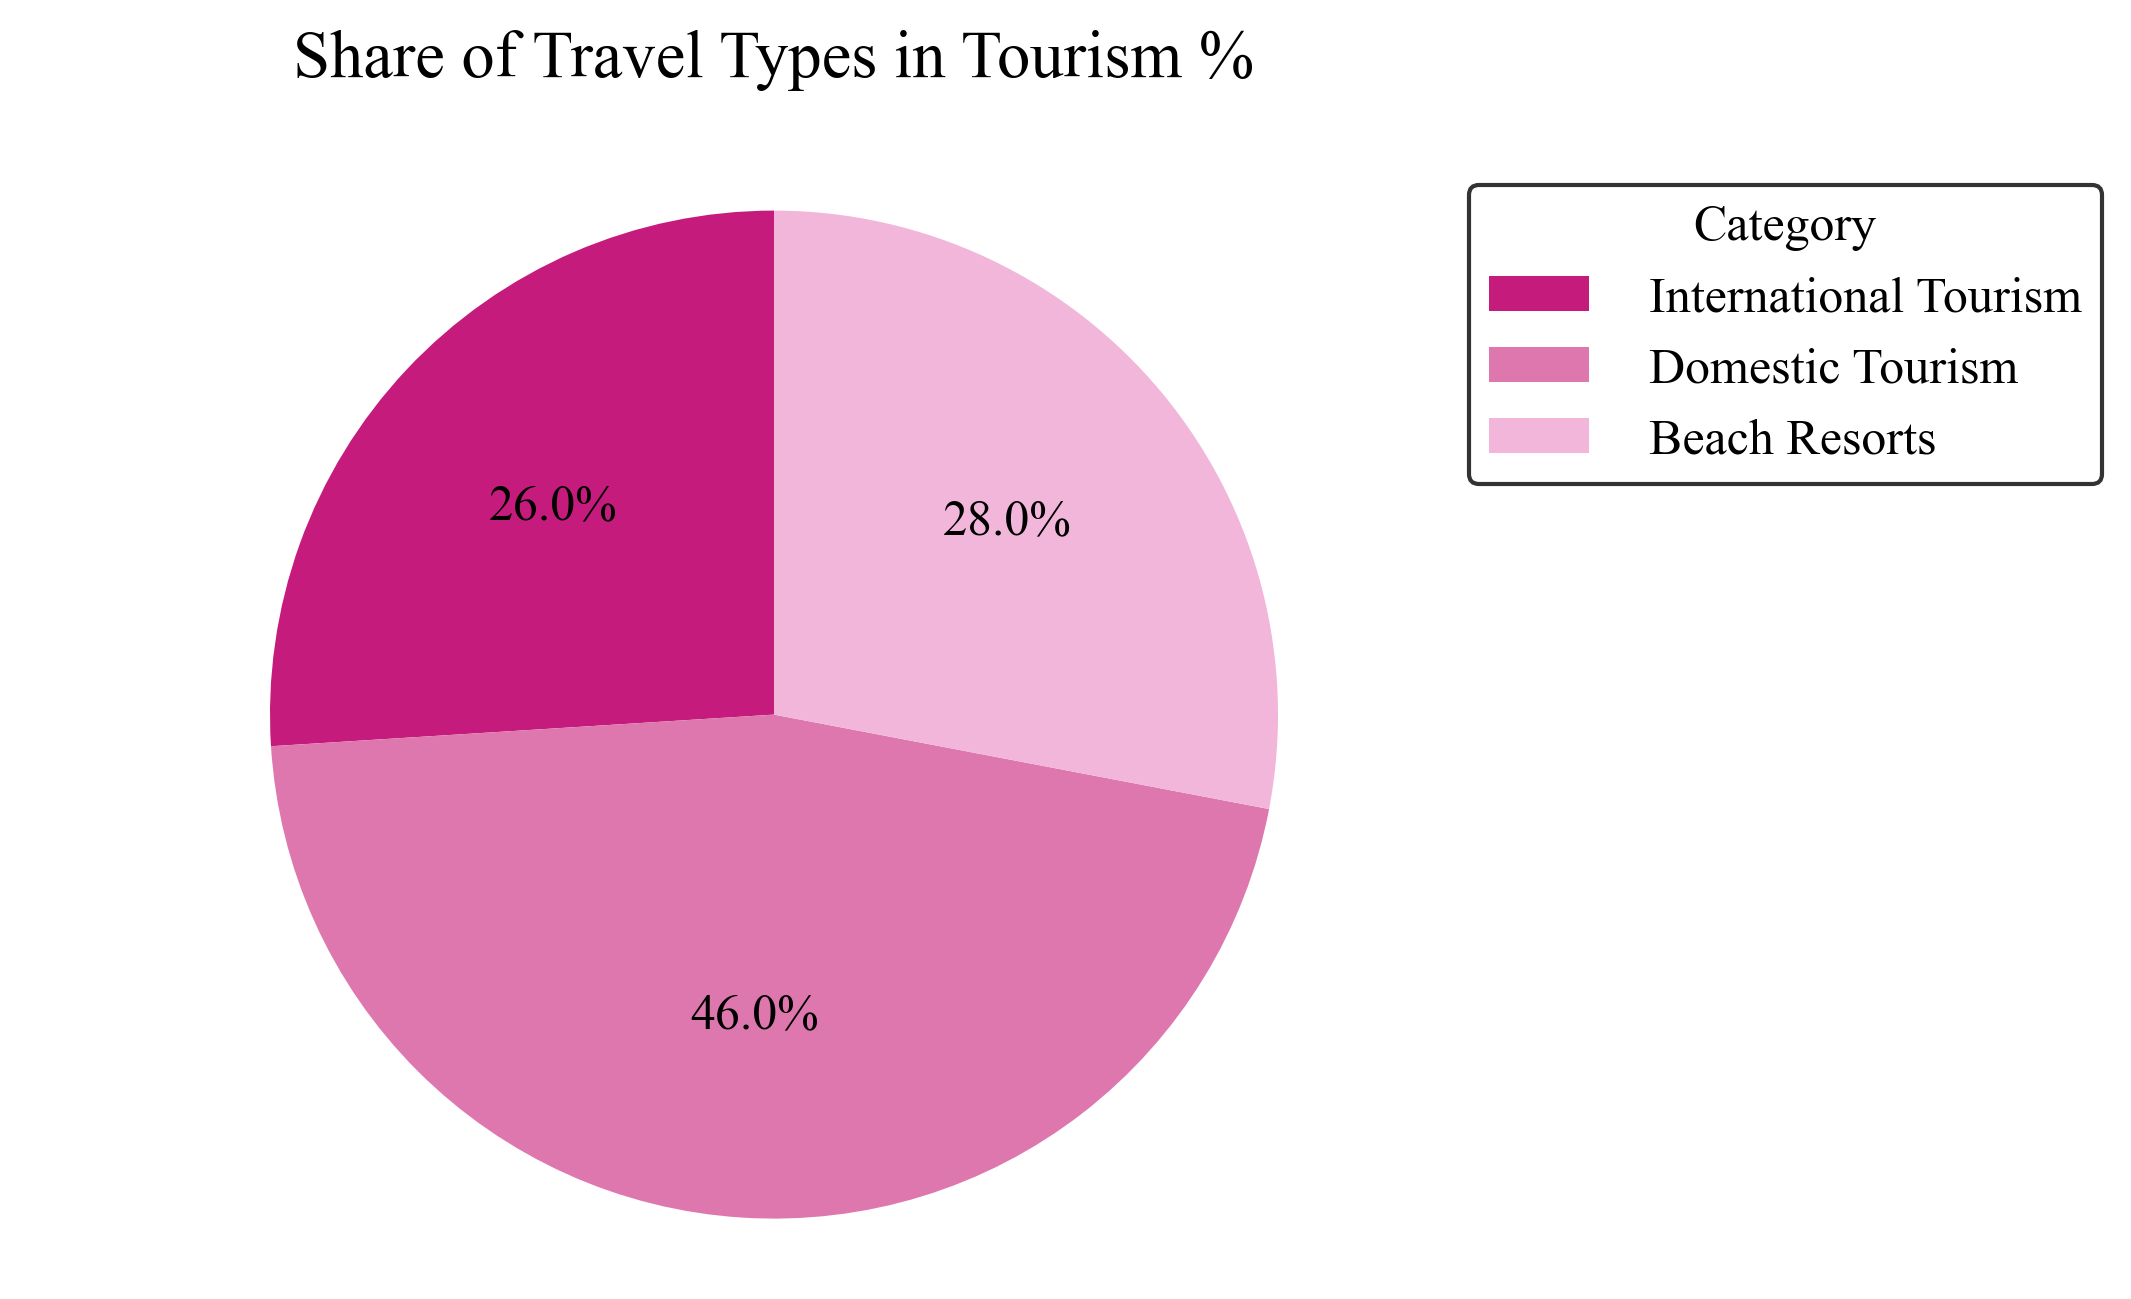 Share of Travel Types in Tourism %
Category
International Tourism
Domestic Tourism
Beach Resorts
26.0%
28.0%
46.0%